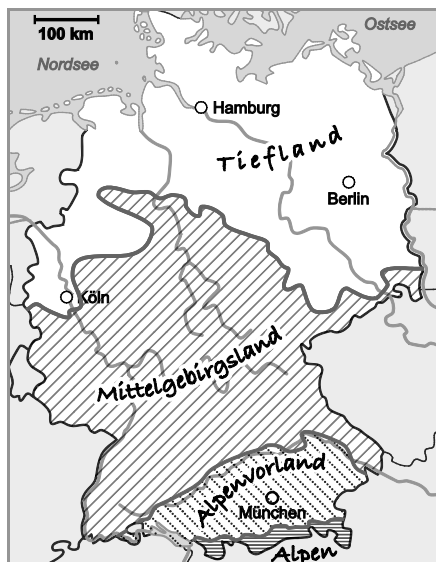 100 km
Ostsee
Nordsee
Hamburg
Tiefland
Berlin
Köln
Mittelgebirgsland
Alpenvorland
München
Alpen